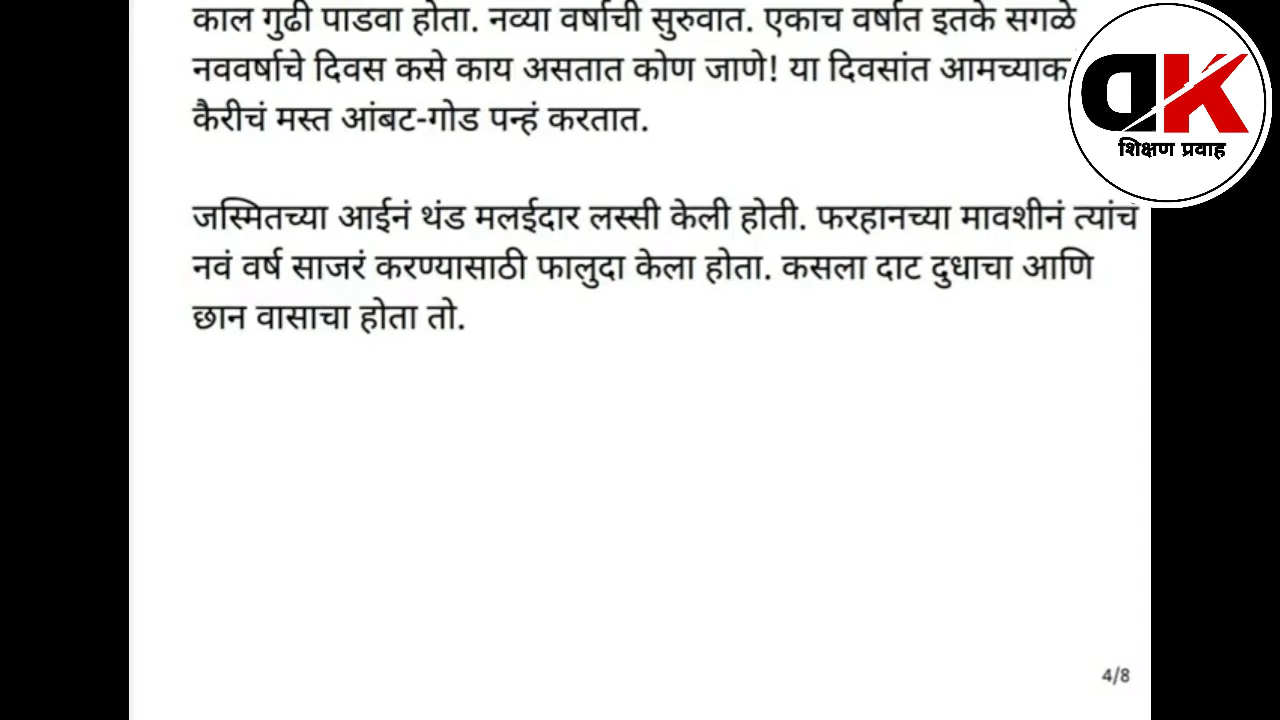 काल गुढी पाडवा होता. नव्या वर्षाची सुरुवात. एकाच वर्षात इतके सगळे
नववर्षाचे दिवस कसे काय असतात कोण जाणे! या दिवसांत
कैरीचं मस्त आंबट-गोड पन्हं करतात.
DK
शिक्षण प्रवाह
जस्मितच्या आईनं थंड मलईदार लस्सी केली होती. फरहानच्या मावशीनं त्यांचं
नवं वर्ष साजरं करण्यासाठी फालुदा केला होता. कसला दाट दुधाचा आणि
छान वासाचा होता तो.
4/8